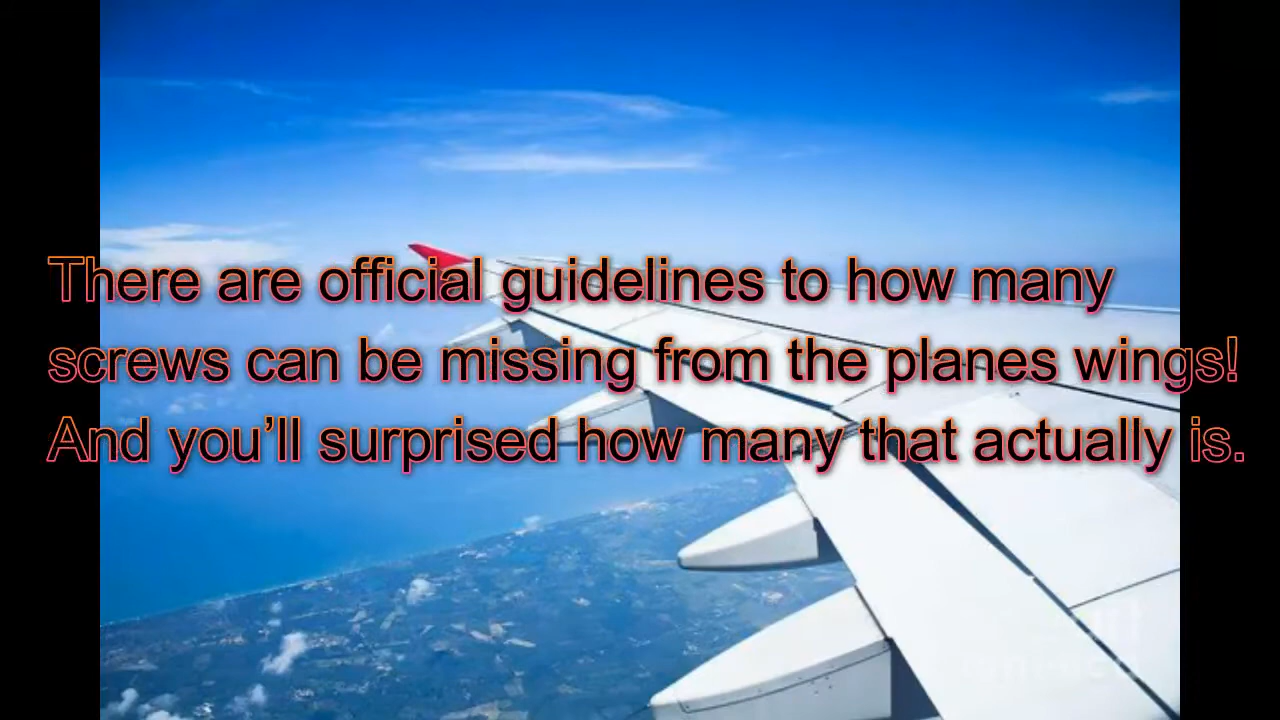 There are official guidelines to how many
screws can be missing from the planes wings!
And you’ll surprised how many that actually is.